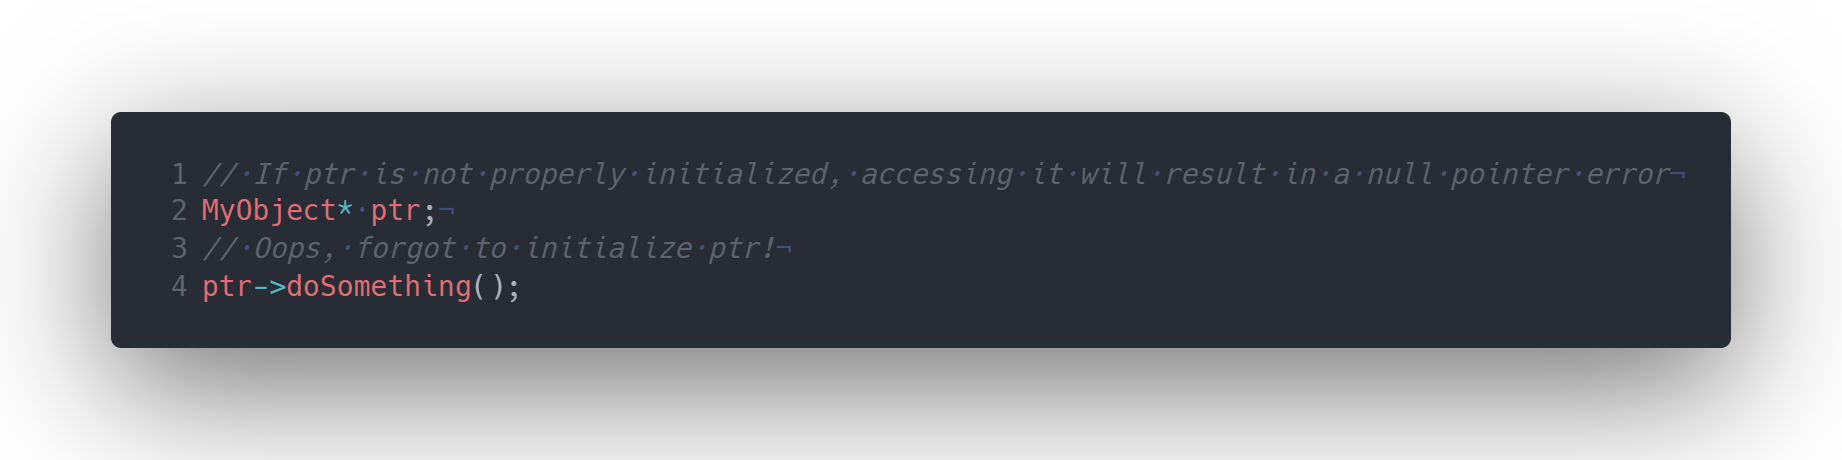 1 // If ptr is not properly initialized, accessing it will result in a null pointer error¬
2 MyObject* ptr;¬
3 // Oops, forgot to initialize ptr!¬
4 ptr->doSomething();